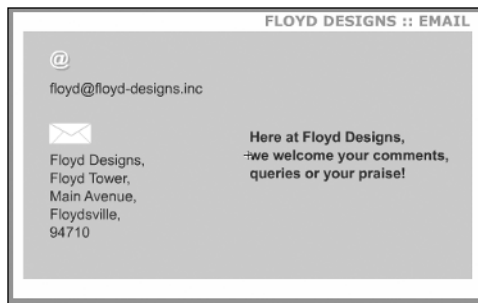 FLOYD DESIGNS :: EMAIL
@
floyd@floyd-designs.inc
Floyd Designs,
Floyd Tower,
Main Avenue,
Floydsville,
94710
Here at Floyd Designs,
we welcome your comments,
queries or your praise!